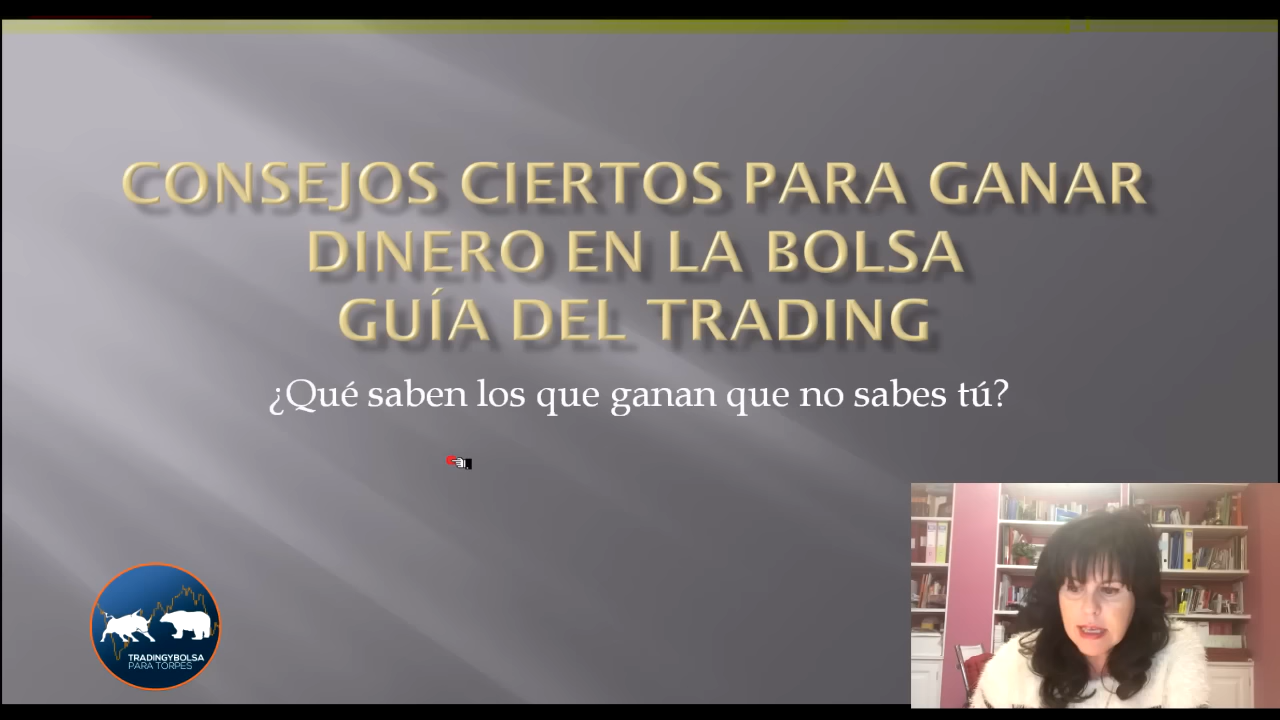 CONSEJOS CIERTOS PARA GANAR
DINERO EN LA BOLSA
GUÍA DEL TRADING
¿Qué saben los que ganan que no sabes tú?
TRADINGYBOLSA
PARA TORPES